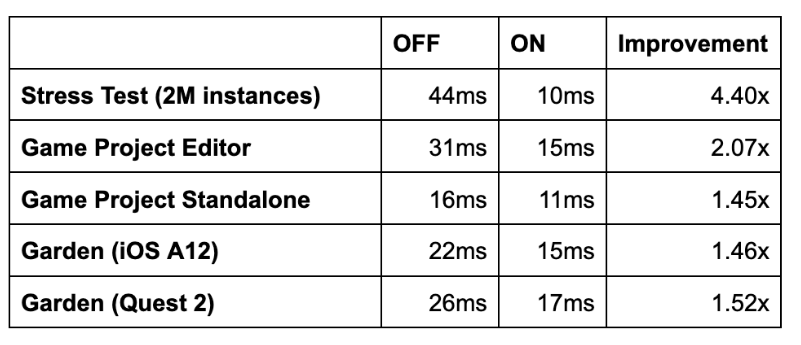 OFF ON Improvement
Stress Test (2M instances) 44ms 10ms 4.40x
Game Project Editor 31ms 15ms 2.07x
Game Project Standalone 16ms 11ms 1.45x
Garden (iOS A12) 22ms 15ms 1.46x
Garden (Quest 2) 26ms 17ms 1.52x